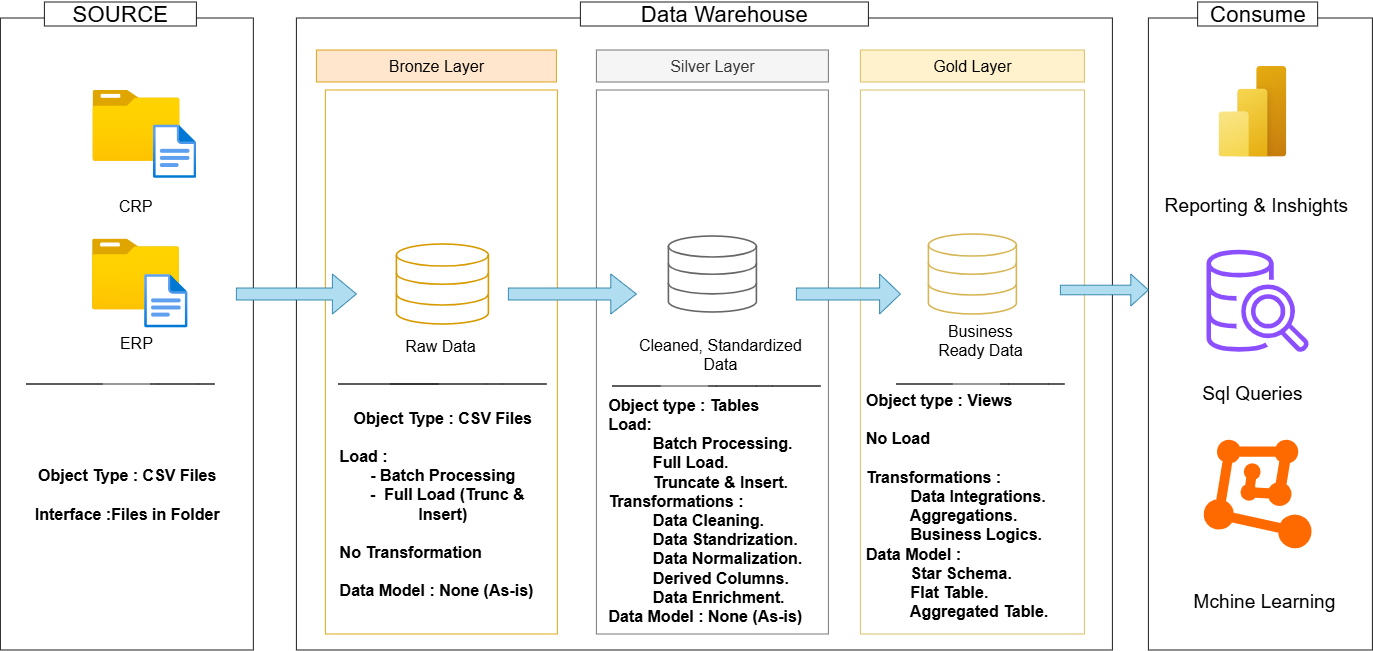 SOURCE
CRP
ERP
Object Type : CSV Files
Interface :Files in Folder
Data Warehouse
Bronze Layer
Raw Data
Object Type : CSV Files
Load :
- Batch Processing
- Full Load (Trunc &
Insert)
No Transformation
Data Model : None (As-is)
Silver Layer
Cleaned, Standardized
Data
Object type : Tables
Load:
Batch Processing.
Full Load.
Truncate & Insert.
Transformations :
Data Cleaning.
Data Standrization.
Data Normalization.
Derived Columns.
Data Enrichment.
Data Model : None (As-is)
Gold Layer
Business
Ready Data
Object type : Views
No Load
Transformations :
Data Integrations.
Aggregations.
Business Logics.
Data Model :
Star Schema.
Flat Table.
Aggregated Table.
Consume
Reporting & Inshights
Sql Queries
Mchine Learning